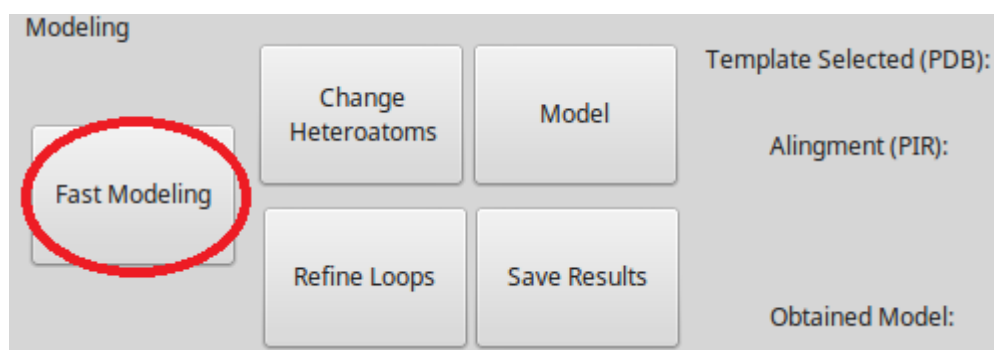 Modeling
Fast Modeling
Change
Heteroatoms
Model
Refine Loops
Save Results
Template Selected (PDB):
Alingment (PIR):
Obtained Model: